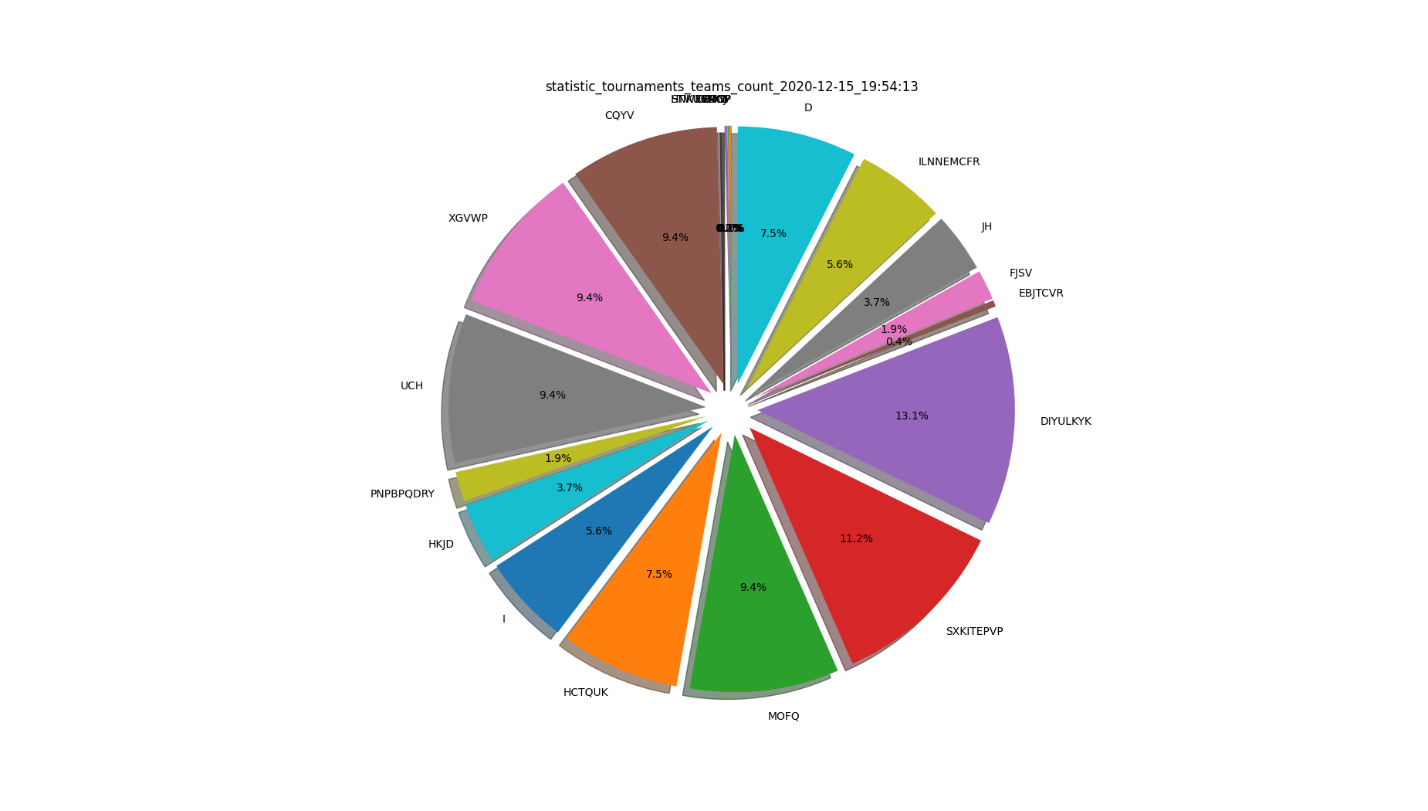 statistic_tournaments_teams_count_2020-12-15_19:54:13
D
CQYV
ILNNEMCFR
XGVWP
JH
7.5%
9.4%
5.6%
FJSV
EBJTCVR
9.4%
3.7%
1.9%
0.4%
UCH
9.4%
13.1%
DIYULKYK
1.9%
PNPBPQDRY
3.7%
HKJD
5.6%
11.2%
7.5%
9.4%
I
SXKITEPVP
HCTQUK
MOFQ